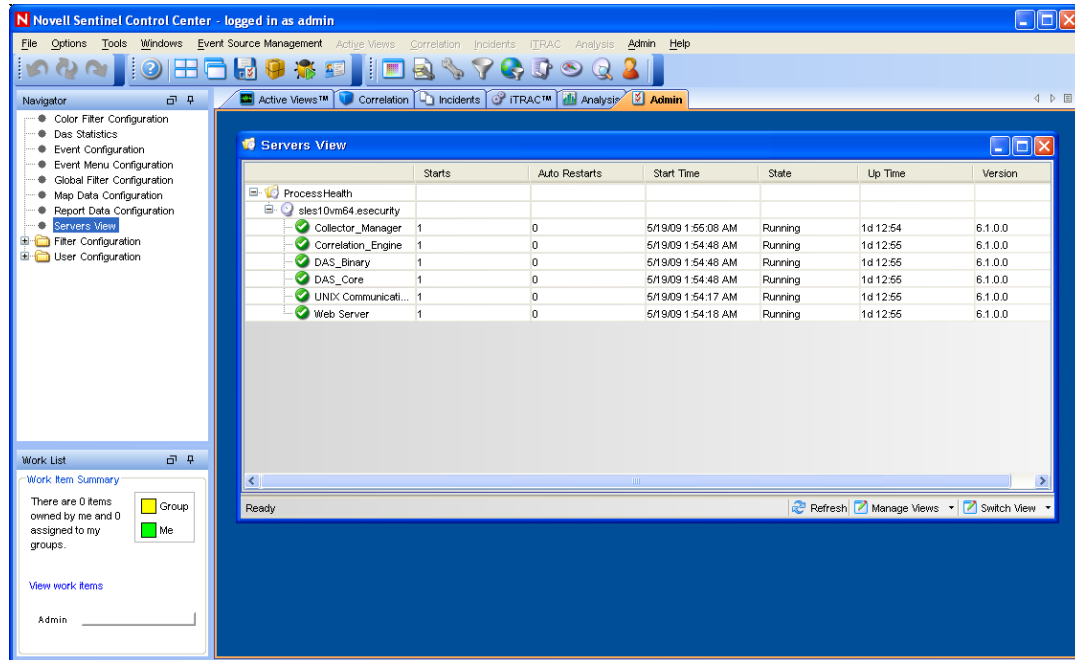 N Novell Sentinel Control Center - logged in as admin
File Options Tools Windows Event Source Management Active Views Correlation Incidents iTRAC Analysis Admin Help
Navigator
Color Filter Configuration
Das Statistics
Event Configuration
Event Menu Configuration
Global Filter Configuration
Map Data Configuration
Report Data Configuration
Servers View
Filter Configuration
User Configuration
Active Views™ Correlation Incidents iTRAC™ Analysis Admin
Servers View
Starts Auto Restarts Start Time State Up Time Version
ProcessHealth
sles10vm64.esecurity
Collector_Manager 1 0 5/19/09 1:55:08 AM Running 1d 12:54 6.1.0.0
Correlation_Engine 1 0 5/19/09 1:54:48 AM Running 1d 12:55 6.1.0.0
DAS_Binary 1 0 5/19/09 1:54:48 AM Running 1d 12:55 6.1.0.0
DAS_Core 1 0 5/19/09 1:54:48 AM Running 1d 12:55 6.1.0.0
UNIX Communicati... 1 0 5/19/09 1:54:17 AM Running 1d 12:55 6.1.0.0
Web Server 1 0 5/19/09 1:54:18 AM Running 1d 12:55 6.1.0.0
Ready Refresh Manage Views Switch View
Work List
Work Item Summary
There are 0 items
owned by me and 0
assigned to my
groups.
Group
Me
View work items
Admin